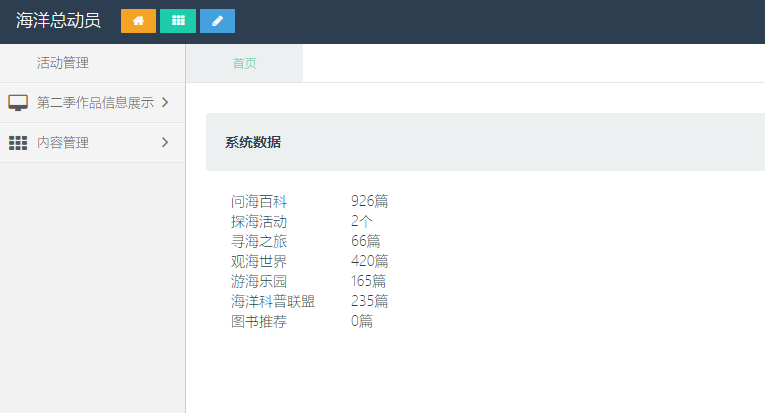 海洋总动员
活动管理
首页
第二季作品信息展示
内容管理
系统数据
问海百科 926篇
探海活动 2个
寻海之旅 66篇
观海世界 420篇
游海乐园 165篇
海洋科普联盟 235篇
图书推荐 0篇